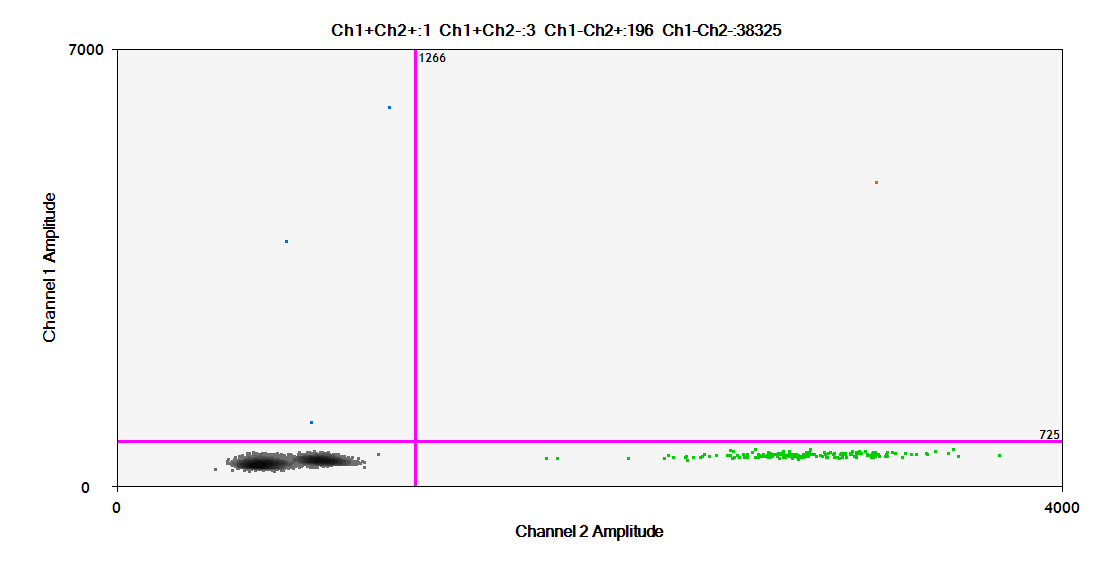 Ch1+Ch2+:1 Ch1+Ch2-:3 Ch1-Ch2+:196 Ch1-Ch2-:38325
7000
1266
Channel 1 Amplitude
725
0
0
4000
Channel 2 Amplitude